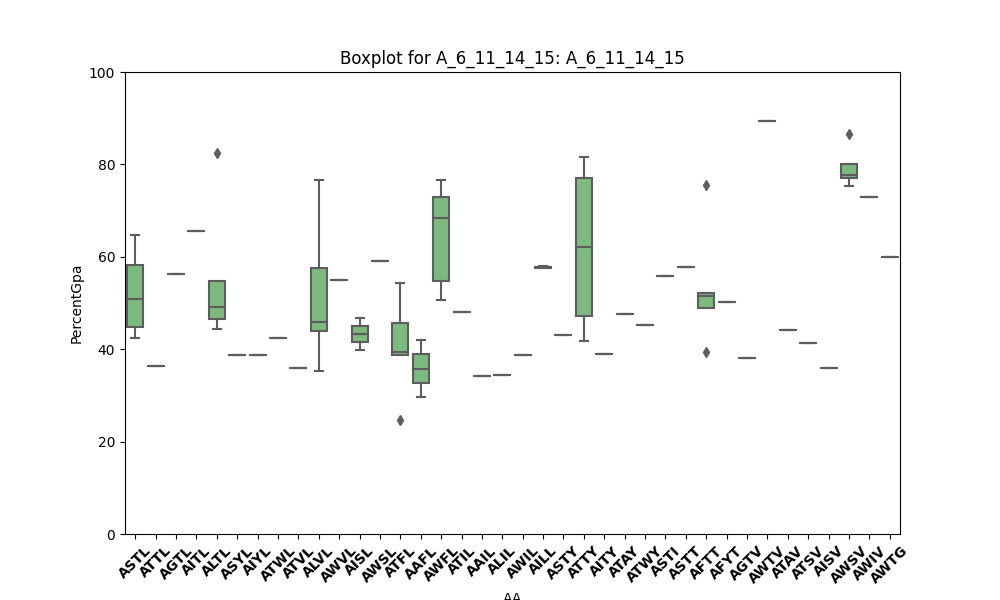 Boxplot for A_6_11_14_15: A_6_11_14_15
100
80
60
40
20
0
PercentGpa
ASTL ATTL AGTL AITL ALTL ASYL AIYL ATWL ATVL ALVL AWVL AISL AWSL ATFL AAFL AWFL ATIL AAIL ALIL AWIL AILL ASTY ATTY AITY ATAY ATWY ASTI ASTT AFTT AFYT AGTV AWTV ATAV ATSV AISV AWSV AWIV AWTG
AA